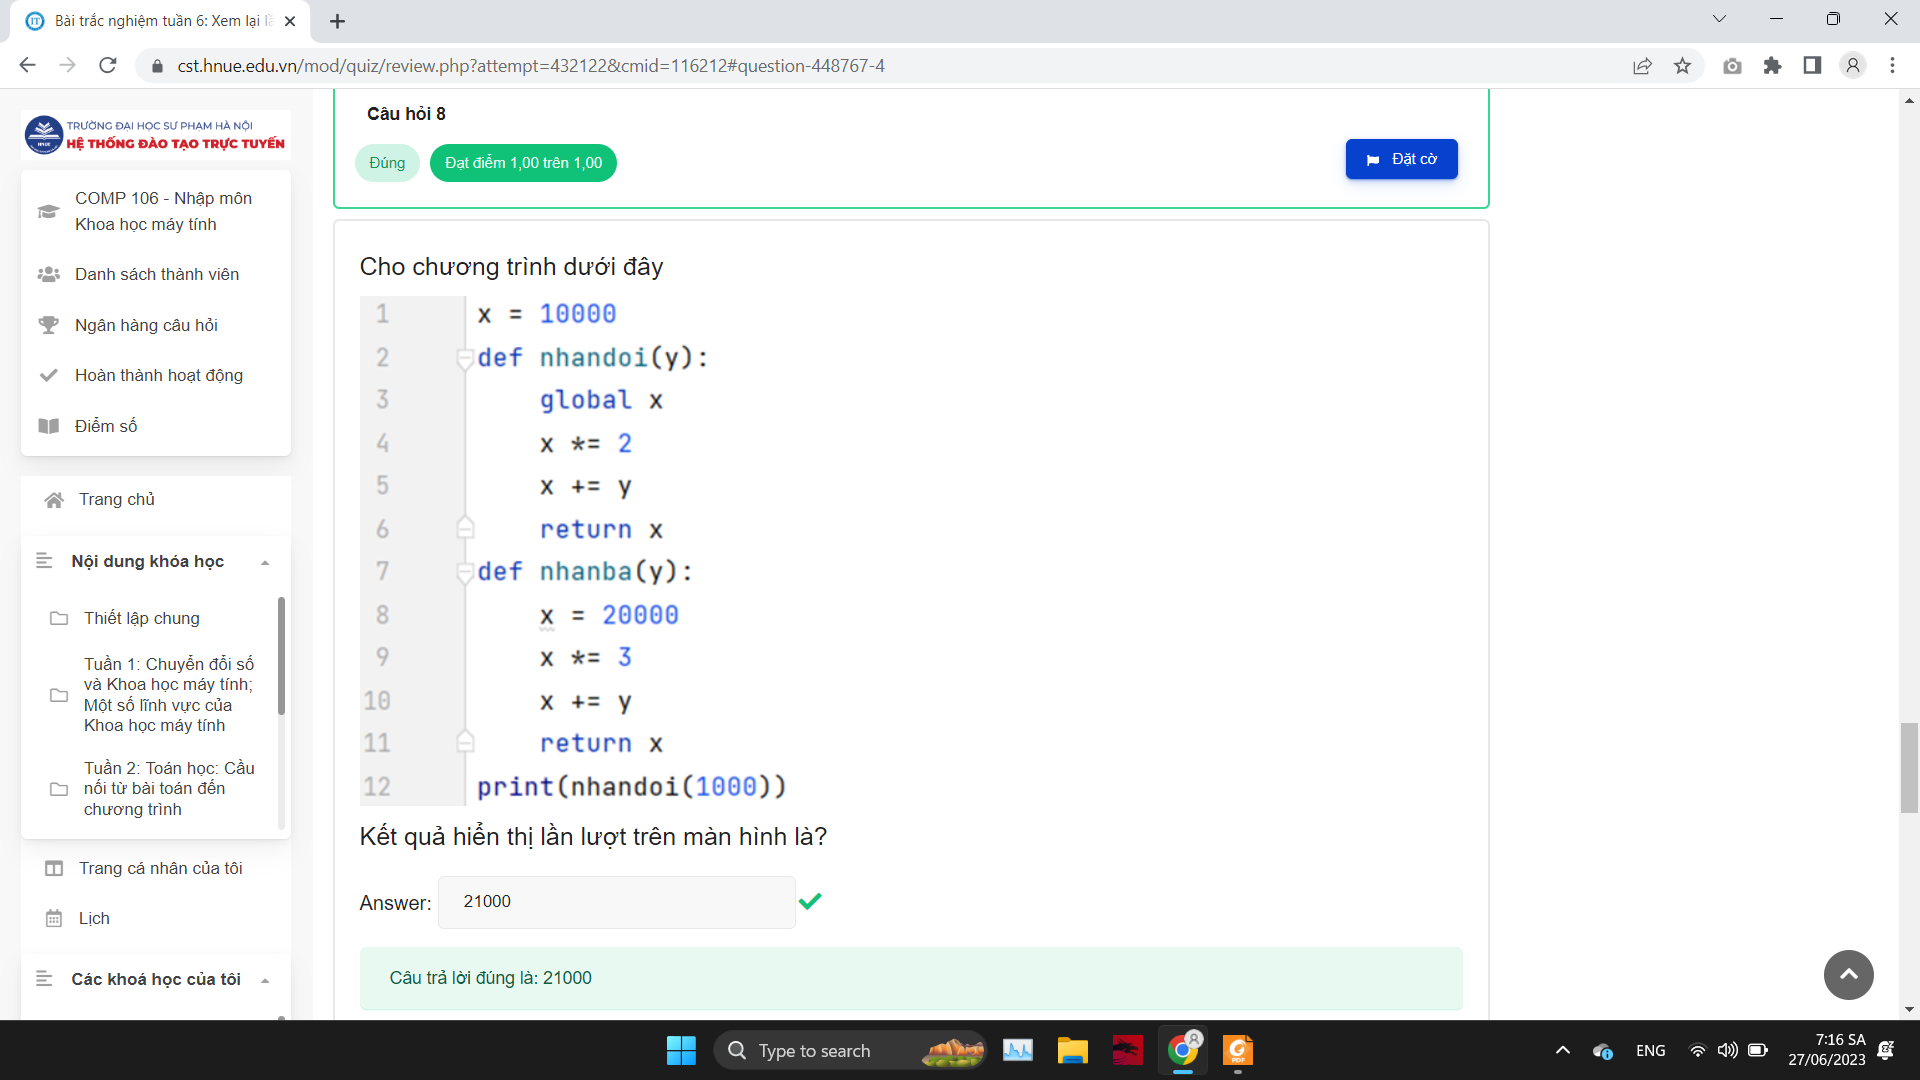 Bài trắc nghiệm tuần 6: Xem lại lầ
cst.hnue.edu.vn/mod/quiz/review.php?attempt=432122&cmid=116212#question-448767-4
TRƯỜNG ĐẠI HỌC SƯ PHẠM HÀ NỘI
HỆ THỐNG ĐÀO TẠO TRỰC TUYẾN
COMP 106 - Nhập môn
Khoa học máy tính
Danh sách thành viên
Ngân hàng câu hỏi
Hoàn thành hoạt động
Điểm số
Trang chủ
Nội dung khóa học
Thiết lập chung
Tuần 1: Chuyển đổi số
và Khoa học máy tính;
Một số lĩnh vực của
Khoa học máy tính
Tuần 2: Toán học: Cầu
nối từ bài toán đến
chương trình
Trang cá nhân của tôi
Lịch
Các khoá học của tôi
Câu hỏi 8
Đúng
Đạt điểm 1,00 trên 1,00
Đặt cờ
Cho chương trình dưới đây
1 x = 10000
2 def nhandoi(y):
3 global x
4 x *= 2
5 x += y
6 return x
7 def nhanba(y):
8 x = 20000
9 x *= 3
10 x += y
11 return x
12 print(nhandoi(1000))
Kết quả hiển thị lần lượt trên màn hình là?
Answer: 21000
Câu trả lời đúng là: 21000
Type to search
ENG
7:16 SA
27/06/2023